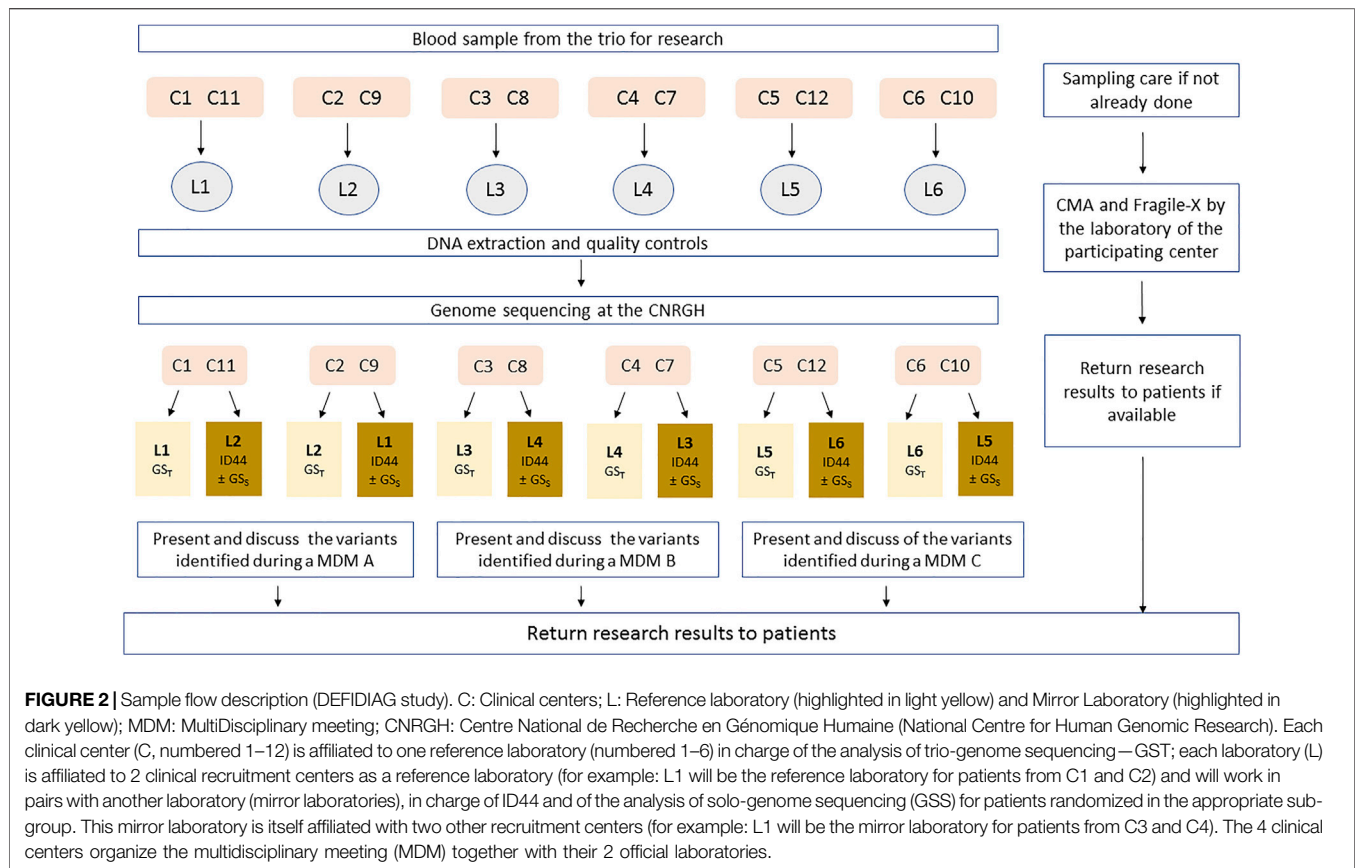 Blood sample from the trio for research
C1 C11
C2 C9
C3 C8
C4 C7
C5 C12
C6 C10
L1
L2
L3
L4
L5
L6
DNA extraction and quality controls
Genome sequencing at the CNRGH
C1 C11
C2 C9
C3 C8
C4 C7
C5 C12
C6 C10
L1
GST
L2
ID44
± GSS
L2
GST
L1
ID44
± GSS
L3
GST
L4
ID44
± GSS
L4
GST
L3
ID44
± GSS
L5
GST
L6
ID44
± GSS
L6
GST
L5
ID44
± GSS
Present and discuss the variants
identified during a MDM A
Present and discuss the variants
identified during a MDM B
Present and discuss of the variants
identified during a MDM C
Return research results to patients
Sampling care if not
already done
CMA and Fragile-X by
the laboratory of the
participating center
Return research
results to patients if
available
FIGURE 2 | Sample flow description (DEFIDIAG study). C: Clinical centers; L: Reference laboratory (highlighted in light yellow) and Mirror Laboratory (highlighted in
dark yellow); MDM: MultiDisciplinary meeting; CNRGH: Centre National de Recherche en Génomique Humaine (National Centre for Human Genomic Research). Each
clinical center (C, numbered 1–12) is affiliated to one reference laboratory (numbered 1–6) in charge of the analysis of trio-genome sequencing—GST; each laboratory (L)
is affiliated to 2 clinical recruitment centers as a reference laboratory (for example: L1 will be the reference laboratory for patients from C1 and C2) and will work in
pairs with another laboratory (mirror laboratories), in charge of ID44 and of the analysis of solo-genome sequencing (GSS) for patients randomized in the appropriate sub-
group. This mirror laboratory is itself affiliated with two other recruitment centers (for example: L1 will be the mirror laboratory for patients from C3 and C4). The 4 clinical
centers organize the multidisciplinary meeting (MDM) together with their 2 official laboratories.